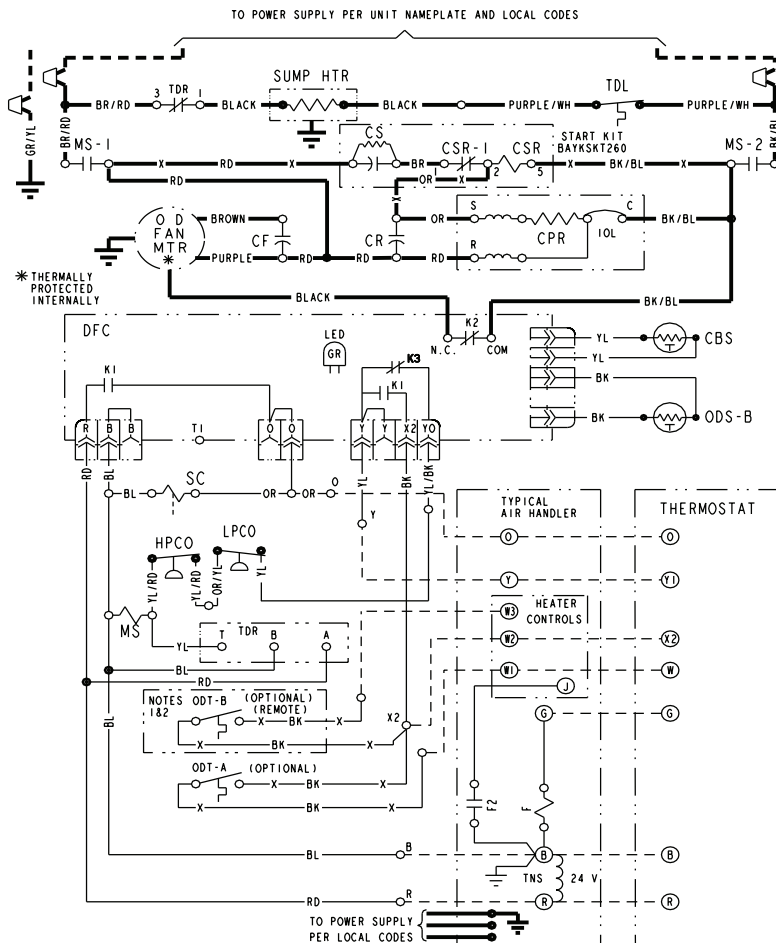 TO POWER SUPPLY PER UNIT NAMEPLATE AND LOCAL CODES
SUMP HTR
TDL
3 TDR 1
BR/RD BLACK BLACK PURPLE/WH PURPLE/WH
GR/YL
BR/RD
BK/BL
MS-1
CS
CSR-1 CSR
START KIT
BAYKSKT260
MS-2
X RD X BR 2 5 X BK/BL X
RD
OR 1 X
X
O D
FAN
MTR
*
BROWN
CF
CR
OR
S
C
CPR
IOL
BK/BL
PURPLE RD RD RD
R
* THERMALLY
PROTECTED
INTERNALLY
BLACK
BK/BL
DFC
LED
GR
K2
N.C. COM
K3
K1
K1
YL
CBS
YL
BK
BK
ODS-B
R B B T1 O O Y Y X2 YO
RD
BL
YL
BK
YL/BK
BL SC OR OR O
Y
TYPICAL
AIR HANDLER
THERMOSTAT
O O
HPCO LPCO
YL/RD
YL/RD
OR/YL
YL
Y Y1
W3 HEATER
CONTROLS
MS
TDR
T B A
YL
W2 X2
BL
RD
W1 W
J
BL
NOTES
1&2
ODT-B (OPTIONAL)
(REMOTE)
X BK X
X BK X
X2
G G
ODT-A (OPTIONAL)
X BK
X BK X
F2
F
BL B B B
TNS 24 V
RD R R R
TO POWER SUPPLY
PER LOCAL CODES